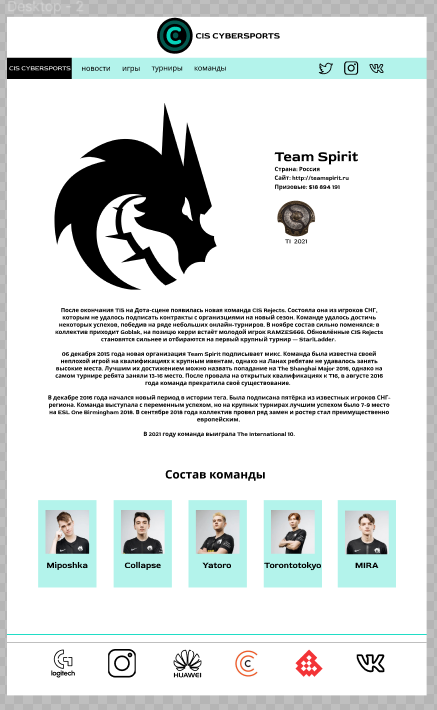 Desktop - 2
CIS CYBERSPORTS
CIS CYBERSPORTS новости игры турниры команды
Team Spirit
Страна: Россия
Сайт: http://teamspirit.ru
Призовые: $16 894 191
TI 2021
После окончания TI5 на Дота-сцене появилась новая команда CIS Rejects. Состояла она из игроков СНГ,
которым не удалось подписать контракты с организциями на новый сезон. Команде удалось достичь
некоторых успехов, победив на ряде небольших онлайн-турниров. В ноябре состав сильно поменялся: в
коллектив приходит Goblak, на позицию керри встаёт молодой игрок RAMZES666. Обновлённые CIS Rejects
становятся сильнее и отбираются на первый крупный турнир — StarLadder.
06 декабря 2015 года новая организация Team Spirit подписывает микс. Команда была известна своей
неплохой игрой на квалификациях к крупным ивентам, однако на Ланах ребятам не удавалось занять
высокие места. Лучшим их достижением можно назвать попадание на The Shanghai Major 2016, однако на
самом турнире ребята заняли 13-16 место. После провала на открытых квалификациях к TI6, в августе 2016
года команда прекратила своё существование.
В декабре 2016 года начался новый период в истории тега. Была подписана пятёрка из известных игроков СНГ-
региона. Команда выступала с переменным успехом, но на крупных турнирах лучшим успехом было 7-9 место
на ESL One Birmingham 2018. В сентябре 2018 года коллектив провел ряд замен и ростер стал преимущественно
европейским.
В 2021 году команда выиграла The International 10.
Состав команды
Miposhka Collapse Yatoro Torontotokyo MIRA
logitech HUAWEI